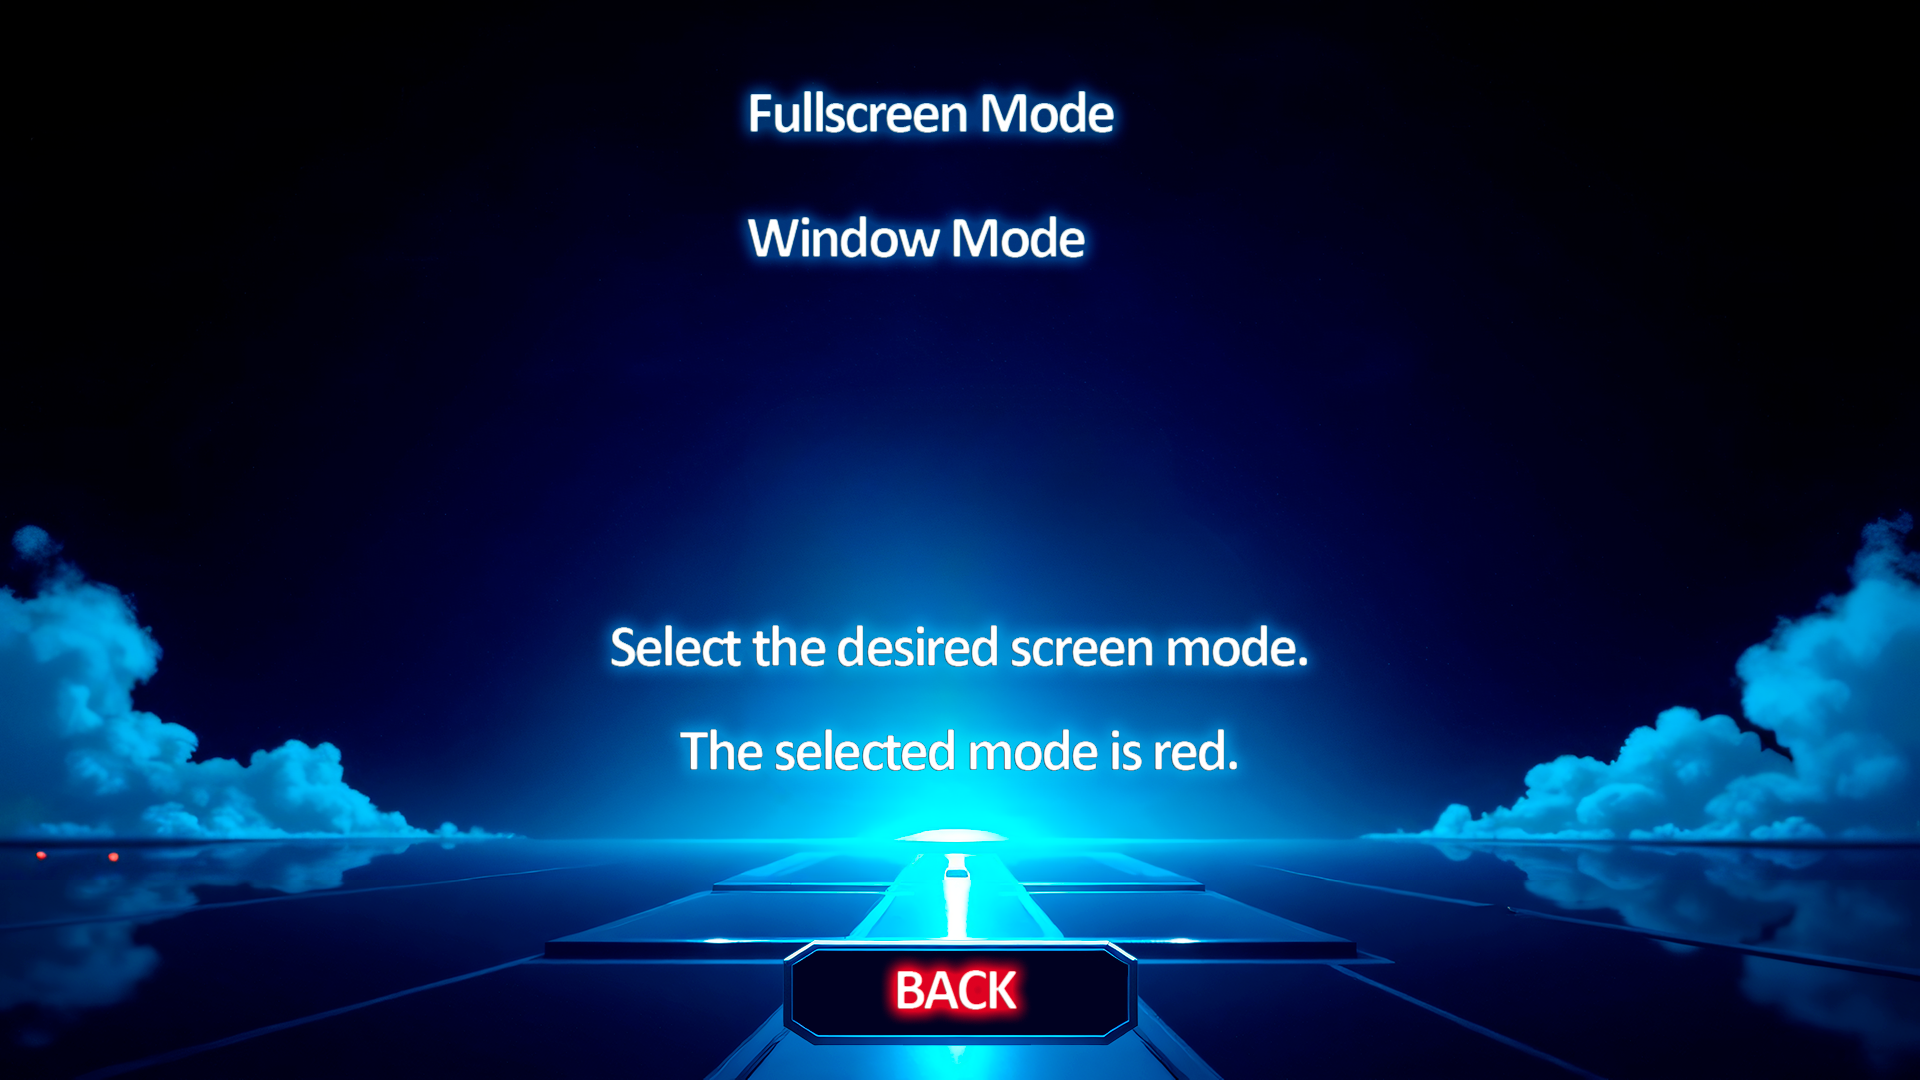 Fullscreen Mode
Window Mode
Select the desired screen mode.
The selected mode is red.
BACK